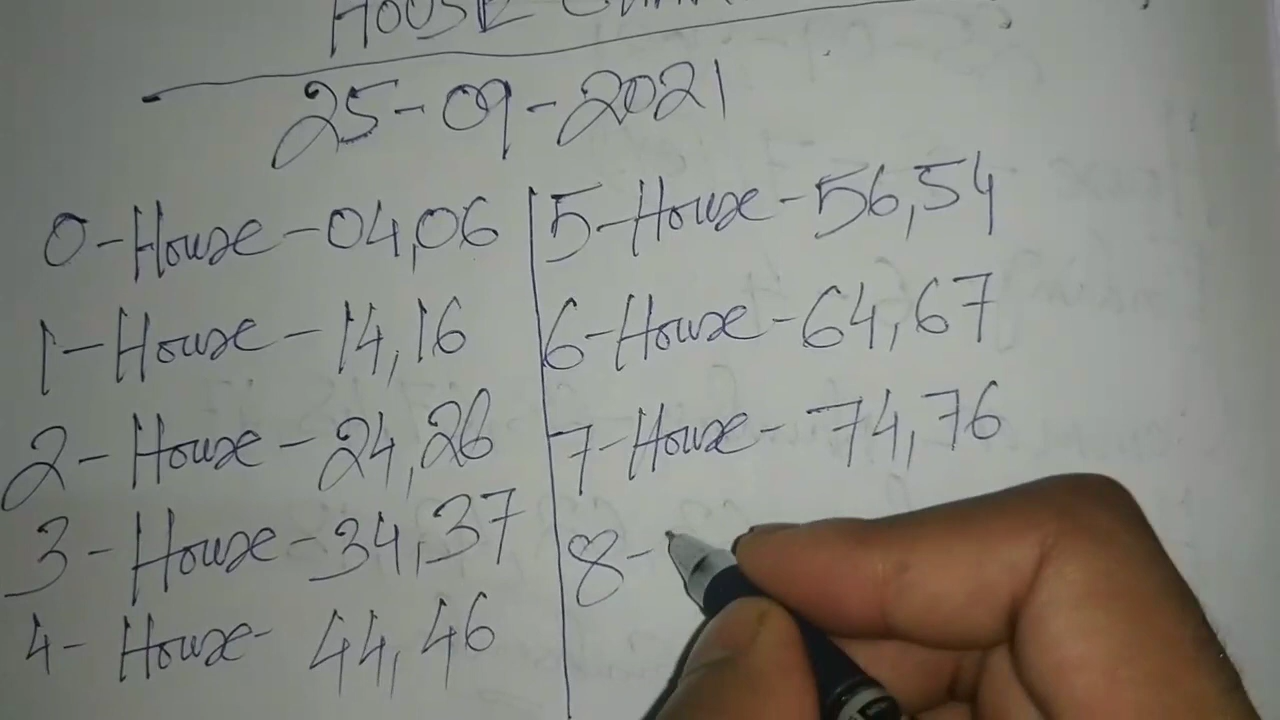 HOUSE
25-09-2021
0-House-04,06
1-House-14,16
2-House-24,26
3-House-34,37
4-House-44,46
5-House-56,54
6-House-64,67
7-House-74,76
8-